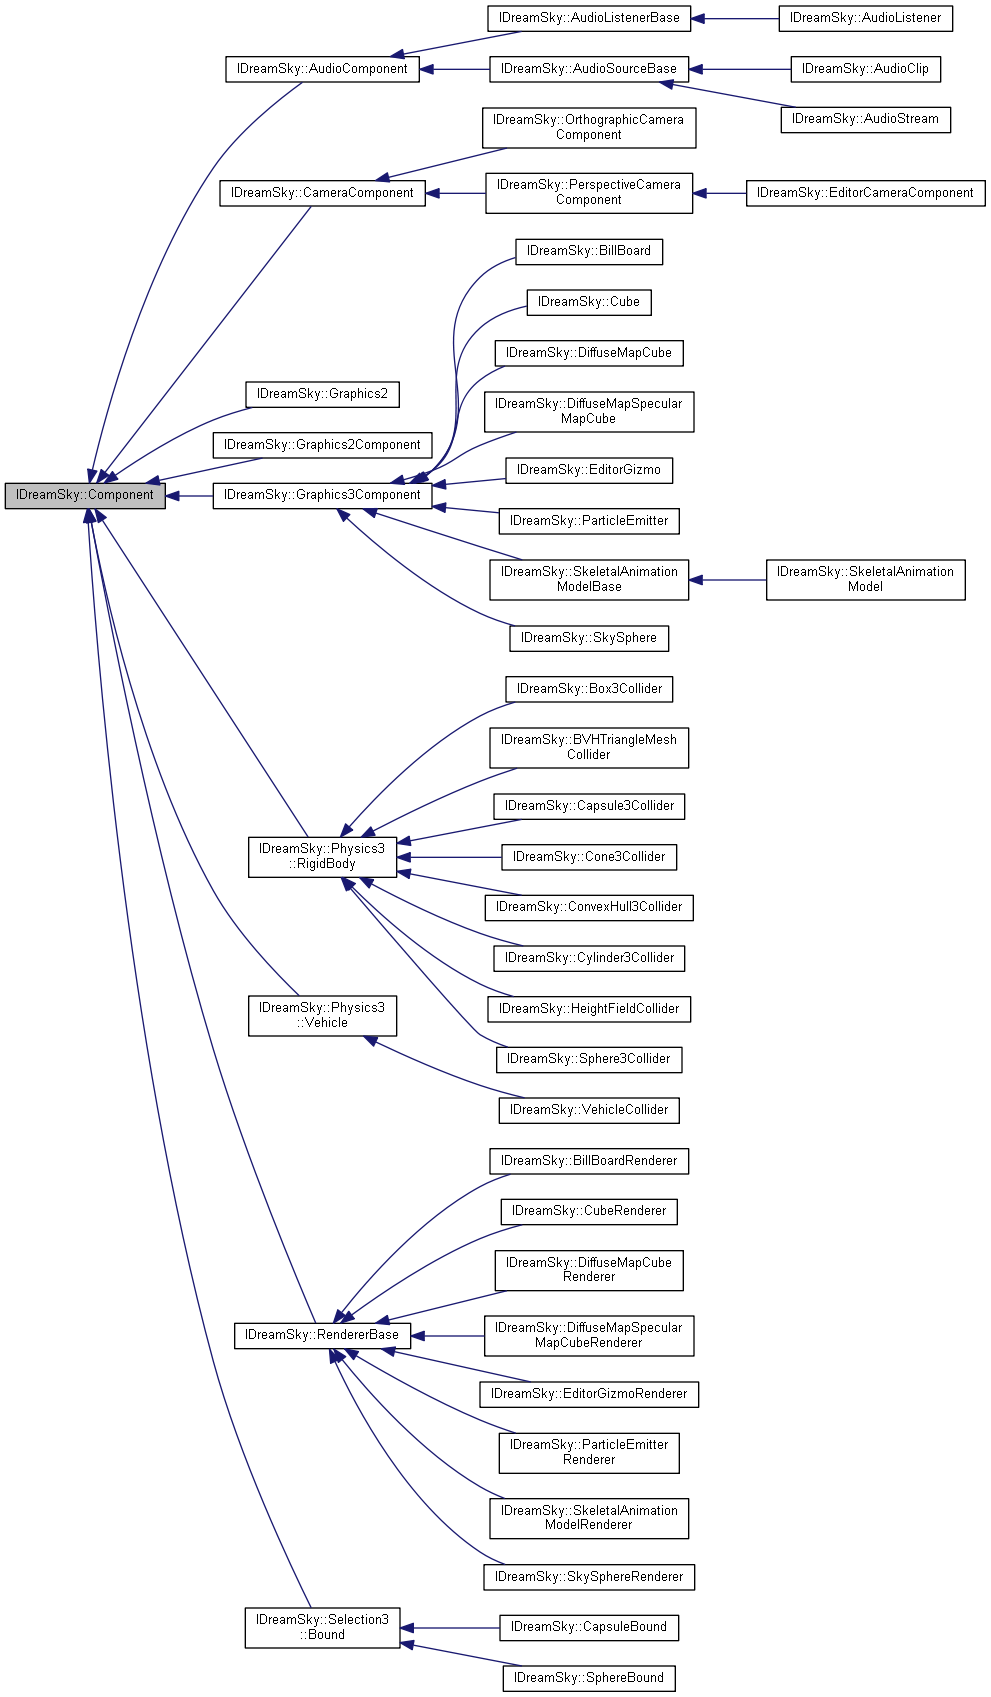 IDreamSky::AudioListenerBase
IDreamSky::AudioListener
IDreamSky::AudioComponent
IDreamSky::AudioSourceBase
IDreamSky::AudioClip
IDreamSky::AudioStream
IDreamSky::OrthographicCamera
Component
IDreamSky::CameraComponent
IDreamSky::PerspectiveCamera
Component
IDreamSky::EditorCameraComponent
IDreamSky::BillBoard
IDreamSky::Cube
IDreamSky::DiffuseMapCube
IDreamSky::Graphics2
IDreamSky::DiffuseMapSpecular
MapCube
IDreamSky::Graphics2Component
IDreamSky::EditorGizmo
IDreamSky::Component
IDreamSky::Graphics3Component
IDreamSky::ParticleEmitter
IDreamSky::SkeletalAnimation
ModelBase
IDreamSky::SkeletalAnimation
Model
IDreamSky::SkySphere
IDreamSky::Box3Collider
IDreamSky::BVHTriangleMesh
Collider
IDreamSky::Capsule3Collider
IDreamSky::Physics3
::RigidBody
IDreamSky::Cone3Collider
IDreamSky::ConvexHull3Collider
IDreamSky::Cylinder3Collider
IDreamSky::HeightFieldCollider
IDreamSky::Physics3
::Vehicle
IDreamSky::Sphere3Collider
IDreamSky::VehicleCollider
IDreamSky::BillBoardRenderer
IDreamSky::CubeRenderer
IDreamSky::DiffuseMapCube
Renderer
IDreamSky::RendererBase
IDreamSky::DiffuseMapSpecular
MapCubeRenderer
IDreamSky::EditorGizmoRenderer
IDreamSky::ParticleEmitter
Renderer
IDreamSky::SkeletalAnimation
ModelRenderer
IDreamSky::SkySphereRenderer
IDreamSky::Selection3
::Bound
IDreamSky::CapsuleBound
IDreamSky::SphereBound